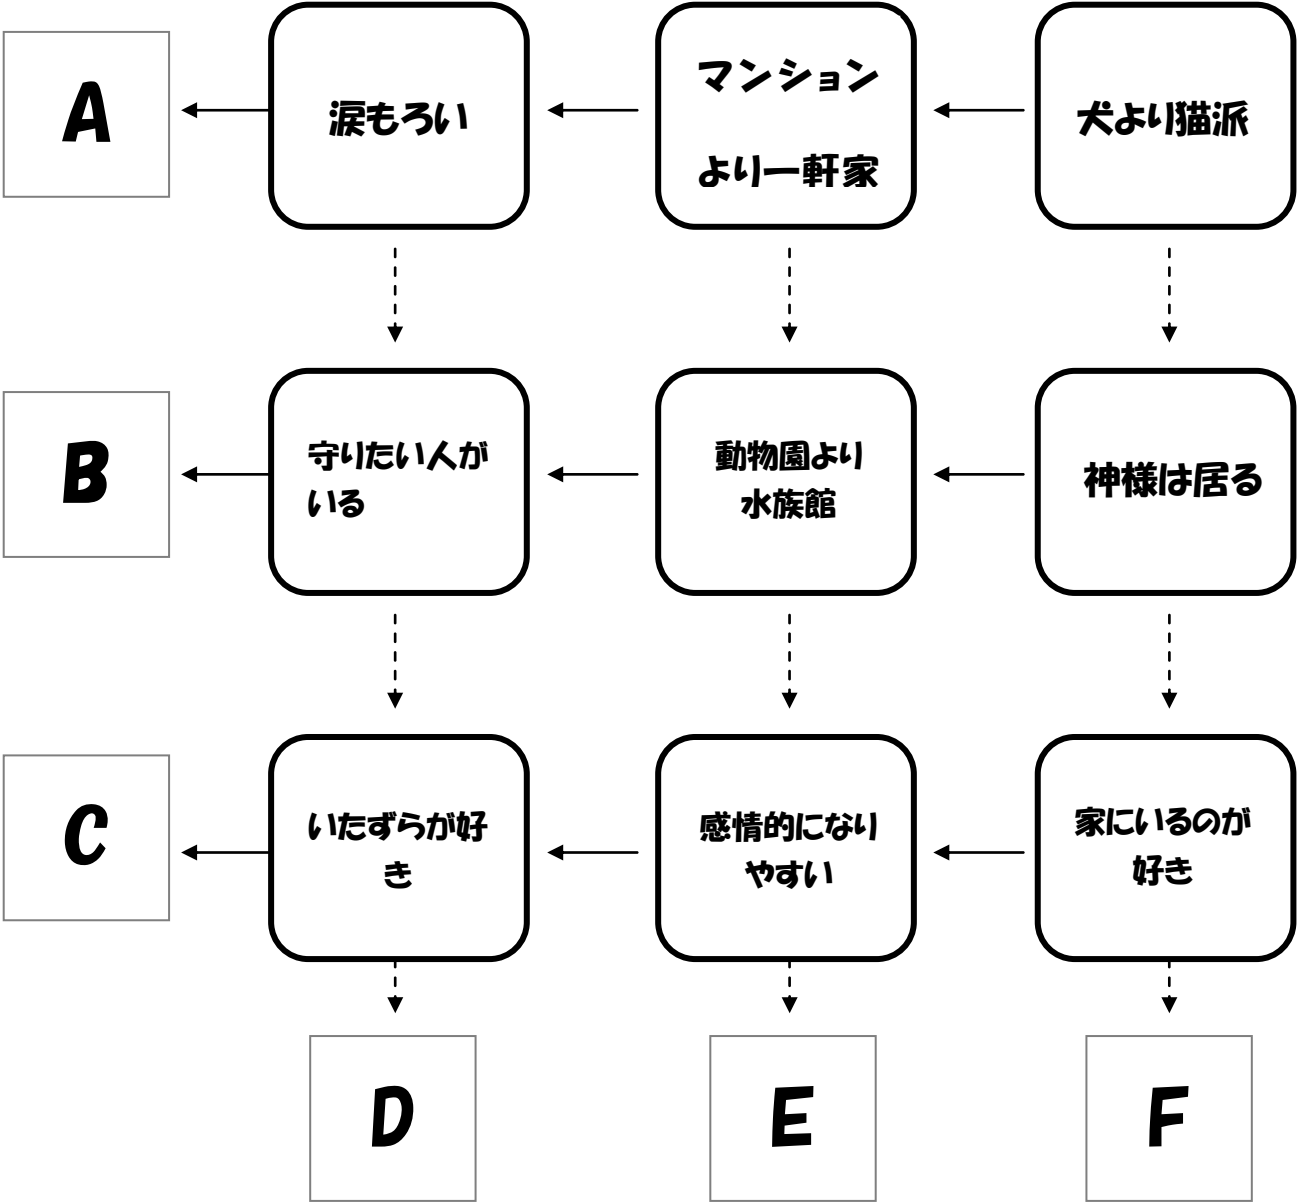 A
涙もろい
マンション
より一軒家
犬より猫派
B
守りたい人が
いる
動物園より
水族館
神様は居る
C
いたずらが好
き
感情的になり
やすい
家にいるのが
好き
D
E
F